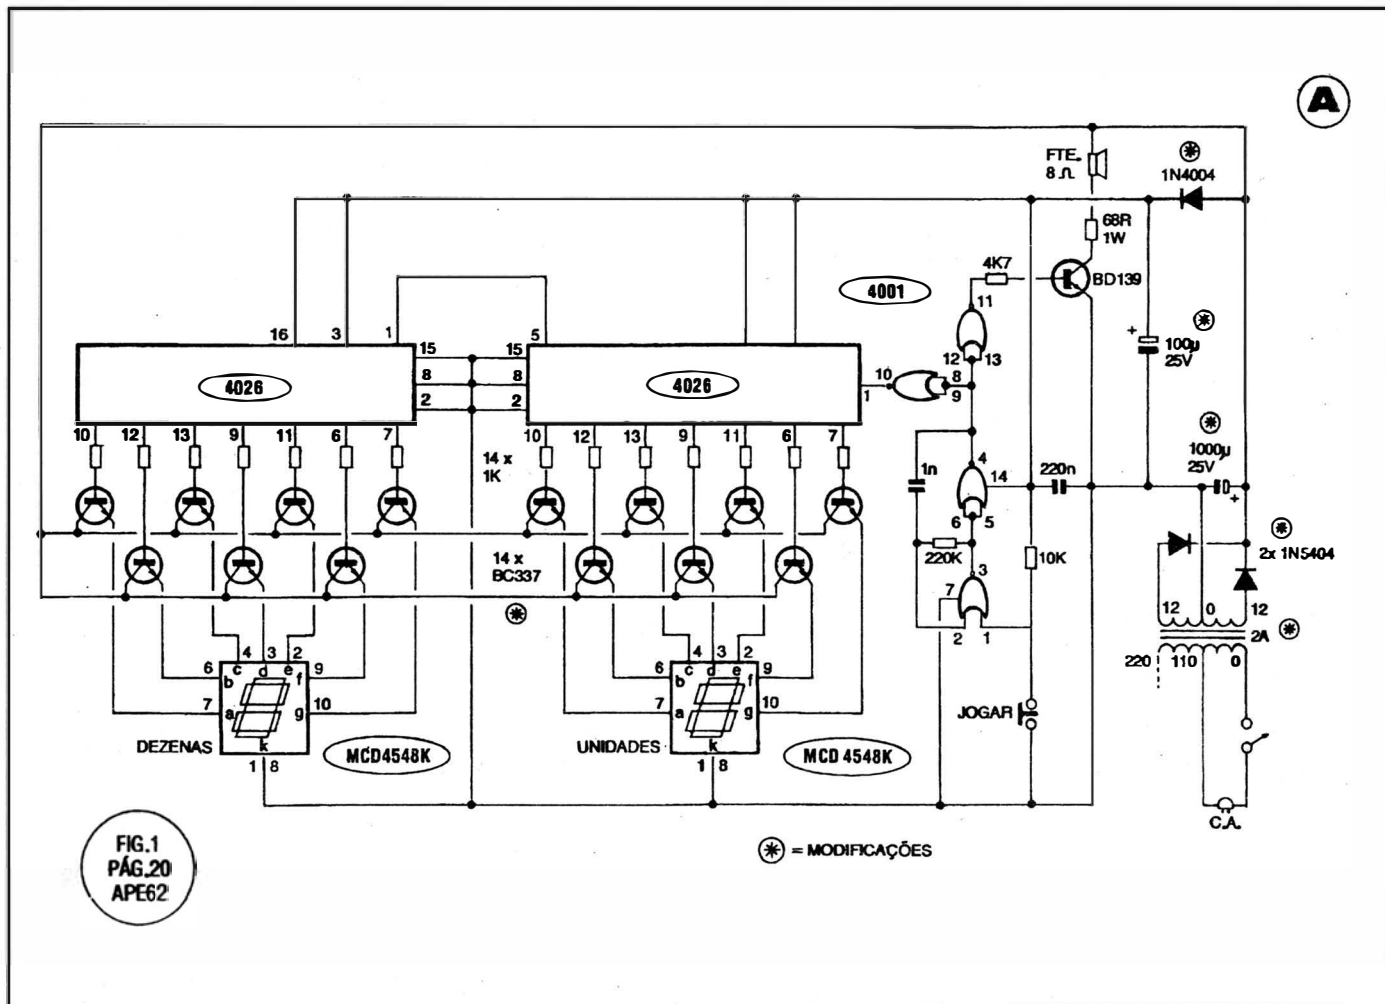 A
FTE.
8 Ω
1N4004
68R
1W
4K7
BD139
4001
11
16 3 1 5
12 13
+
100µ
25V
15 15
10 8
8 8
4026 4026
1 9
2 2
10 12 13 9 11 6 7 10 12 13 9 11 6 7
1000µ
25V
+
14 x
1K
1n
4
14
220n
6 5
14 x
BC337
220K
10K
2x 1N5404
3
7
12 0 12
2A
2 1
220 110 0
4 3 2 4 3 2
6 c d e 9 6 c d e 9
b f b f
7 a g 10 7 a g 10
JOGAR
DEZENAS k MCD4548K UNIDADES k MCD 4548K
1 8 1 8
C.A.
FIG.1
PÁG.20
APE62
= MODIFICAÇÕES